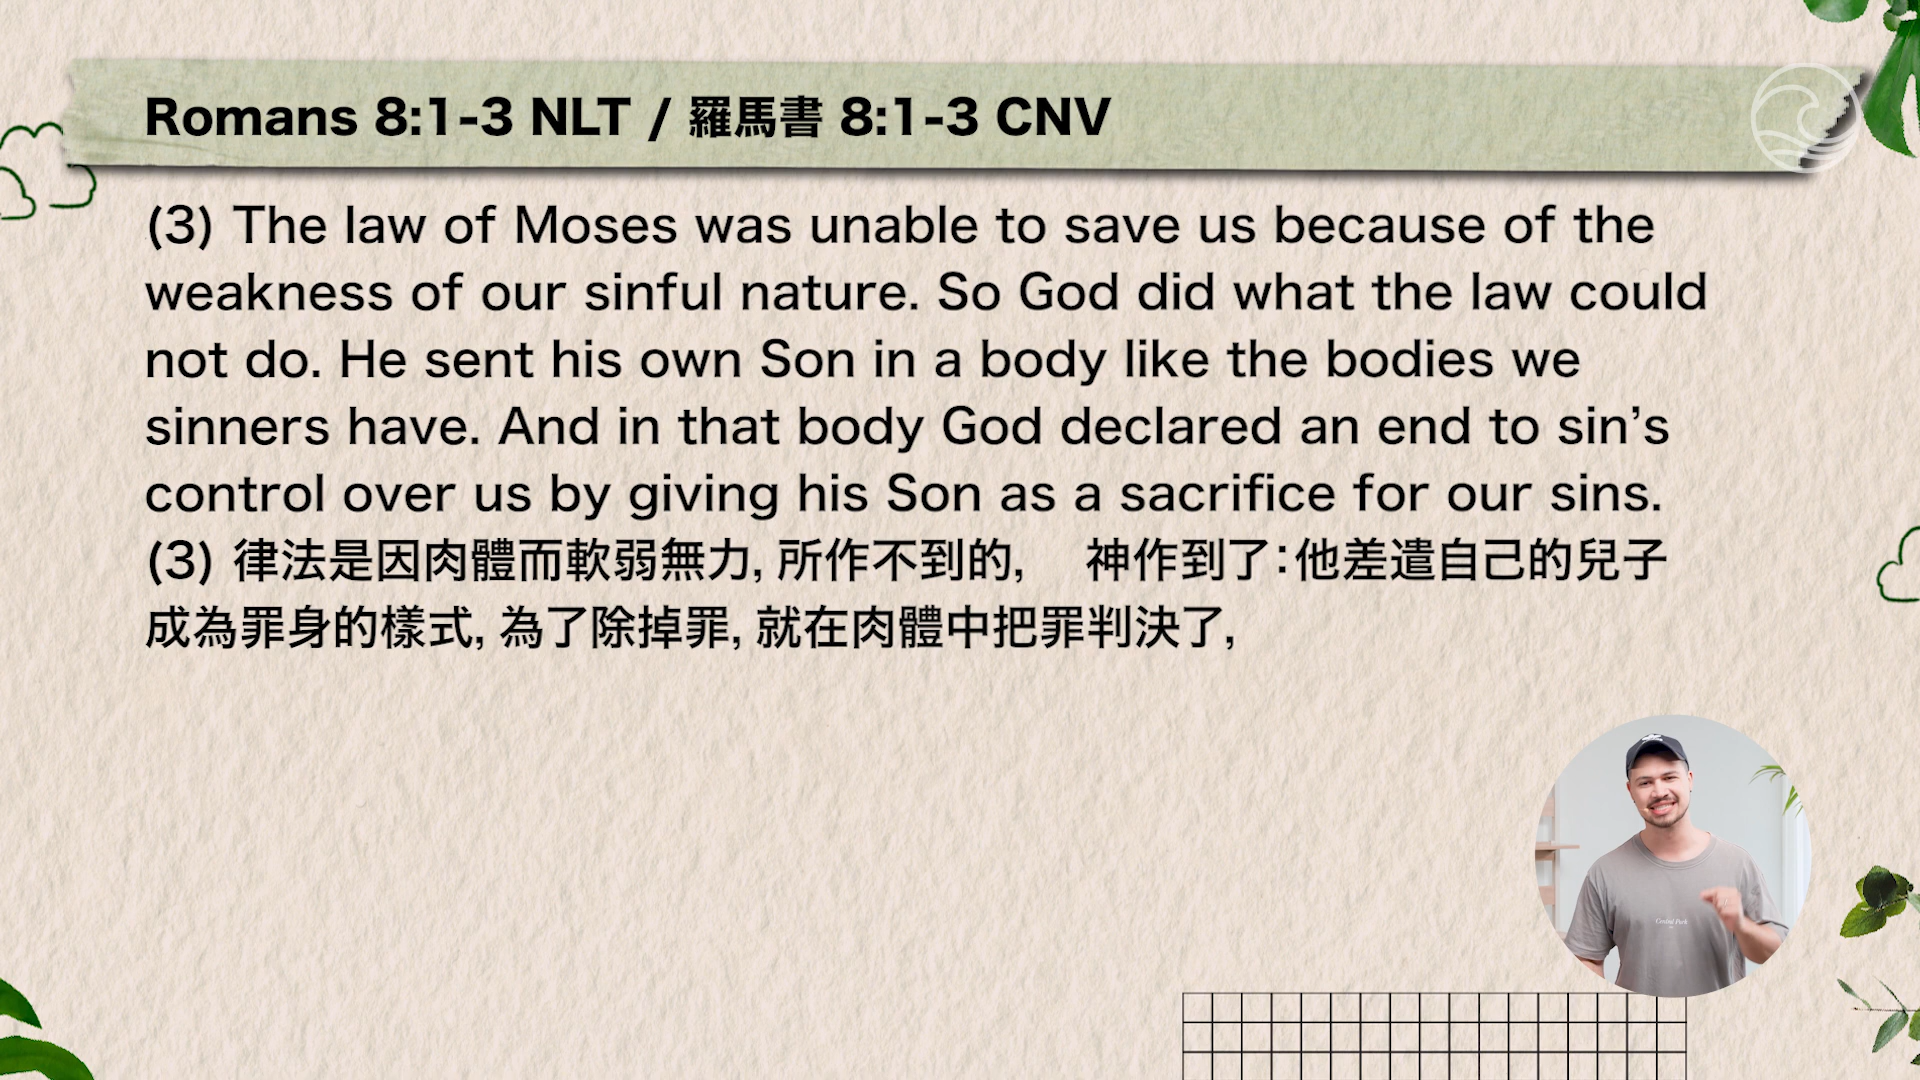 Romans 8:1-3 NLT / 羅馬書 8:1-3 CNV
(3) The law of Moses was unable to save us because of the
weakness of our sinful nature. So God did what the law could
not do. He sent his own Son in a body like the bodies we
sinners have. And in that body God declared an end to sin’s
control over us by giving his Son as a sacrifice for our sins.
(3) 律法是因肉體而軟弱無力, 所作不到的,　神作到了：他差遣自己的兒子
成為罪身的樣式, 為了除掉罪, 就在肉體中把罪判決了,
Central Park